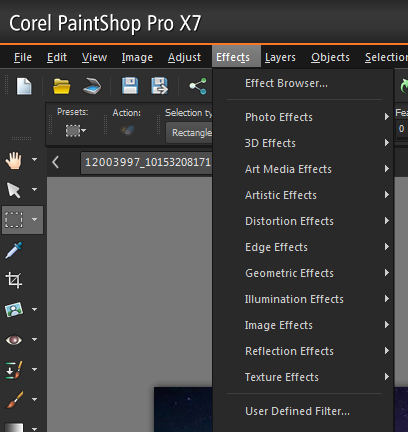 Corel PaintShop Pro X7
File Edit View Image Adjust Effects Layers Objects Selection
Presets: Action: Selection ty Fea
Rectangle 0
12003997_10153208171
Effect Browser...
Photo Effects
3D Effects
Art Media Effects
Artistic Effects
Distortion Effects
Edge Effects
Geometric Effects
Illumination Effects
Image Effects
Reflection Effects
Texture Effects
User Defined Filter...